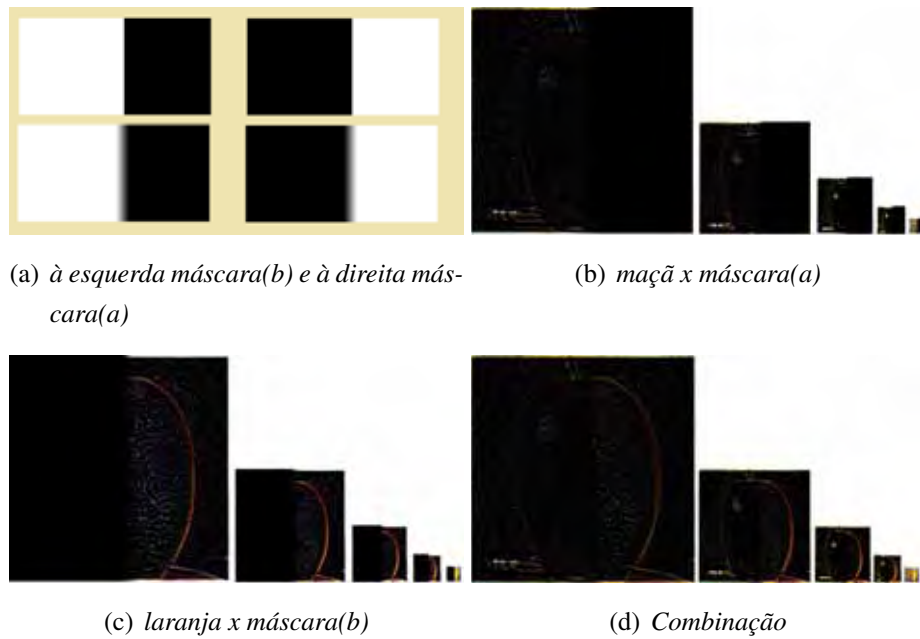 (a) à esquerda máscara(b) e à direita más-
cara(a)
(b) maçã x máscara(a)
(c) laranja x máscara(b)
(d) Combinação